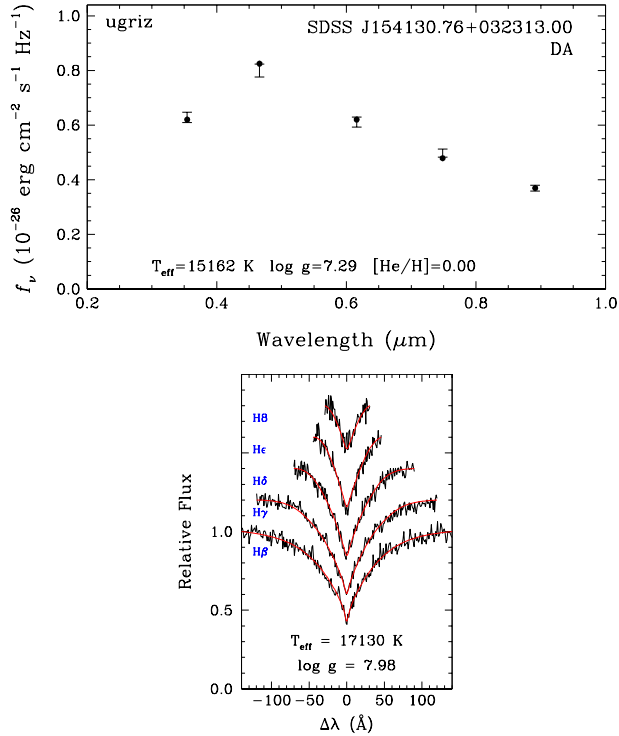 ugriz
SDSS J154130.76+032313.00
DA
f_ν (10⁻²⁶ erg cm⁻² s⁻¹ Hz⁻¹)
1.0
0.8
0.6
0.4
0.2
0.0
T_eff=15162 K log g=7.29 [He/H]=0.00
0.2 0.4 0.6 0.8 1.0
Wavelength (μm)
H8
Hϵ
Hδ
Hγ
Hβ
Relative Flux
1.0
0.5
0.0
T_eff = 17130 K
log g = 7.98
−100 −50 0 50 100
Δλ (Å)